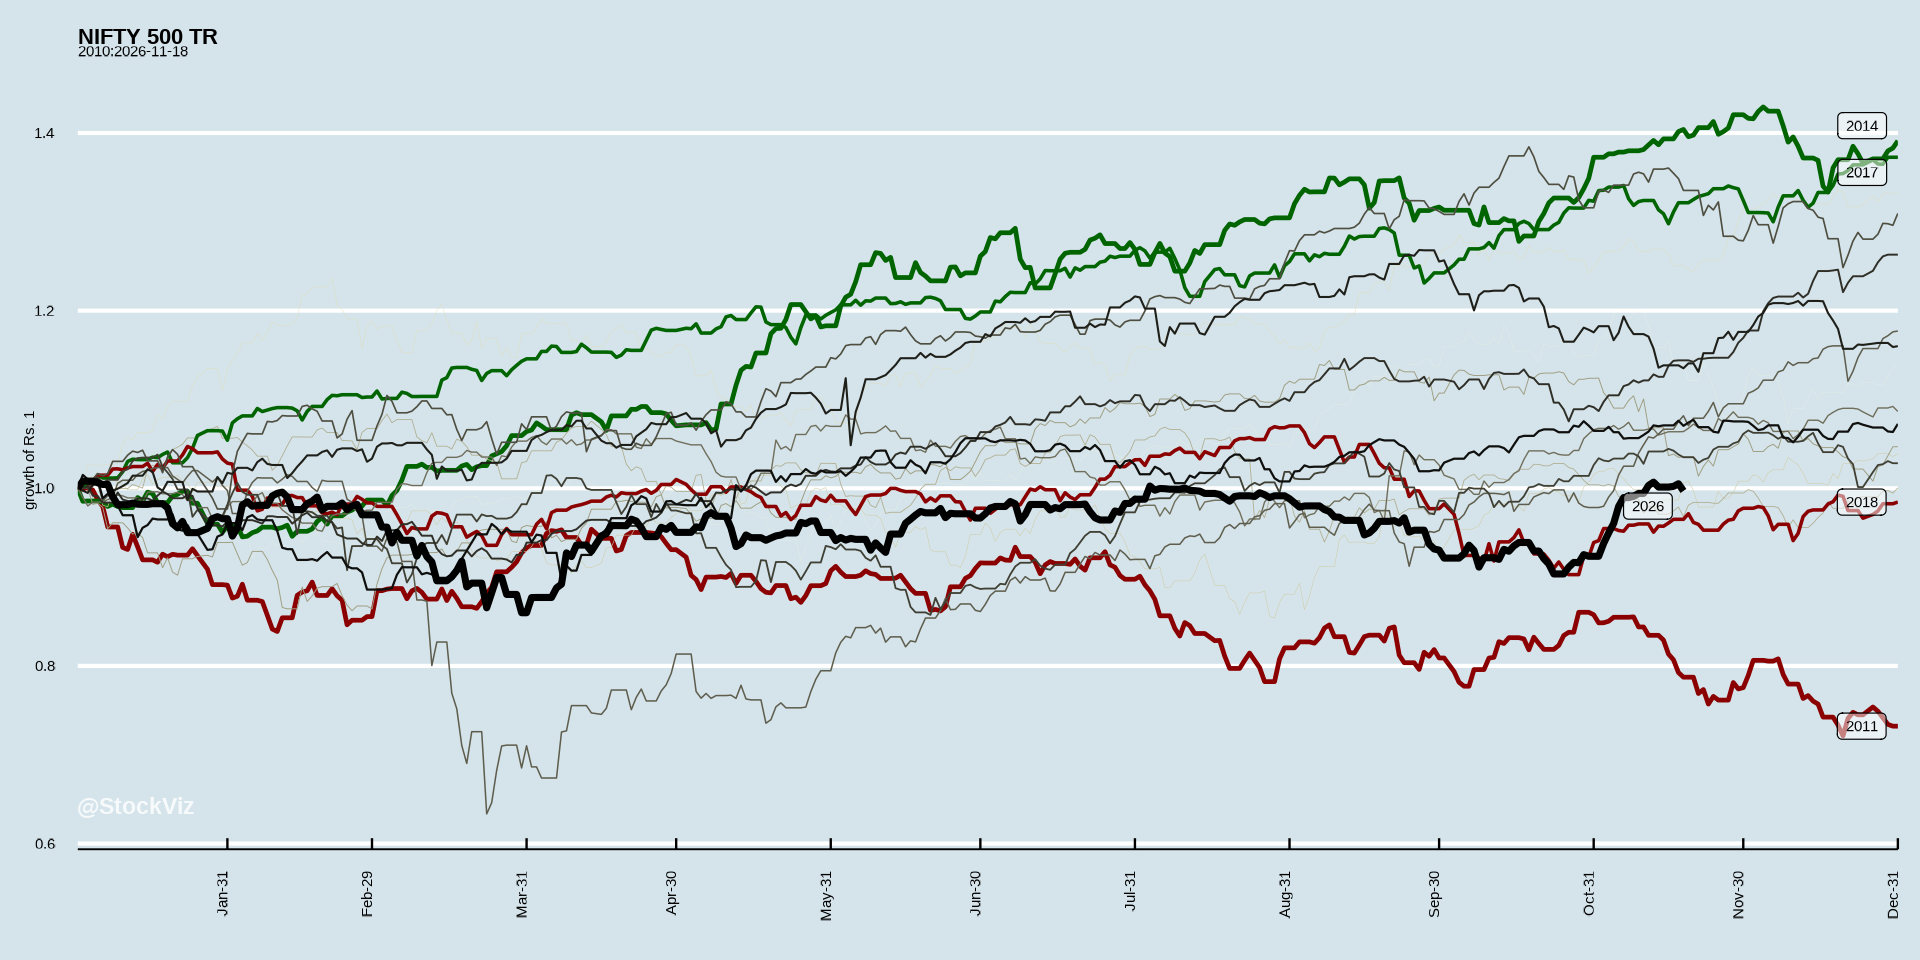 NIFTY 500 TR
2010:2026-11-18
growth of Rs. 1
1.4
1.2
1.0
0.8
0.6
2014
2017
2018
2026
2011
@StockViz
Jan-31
Feb-29
Mar-31
Apr-30
May-31
Jun-30
Jul-31
Aug-31
Sep-30
Oct-31
Nov-30
Dec-31